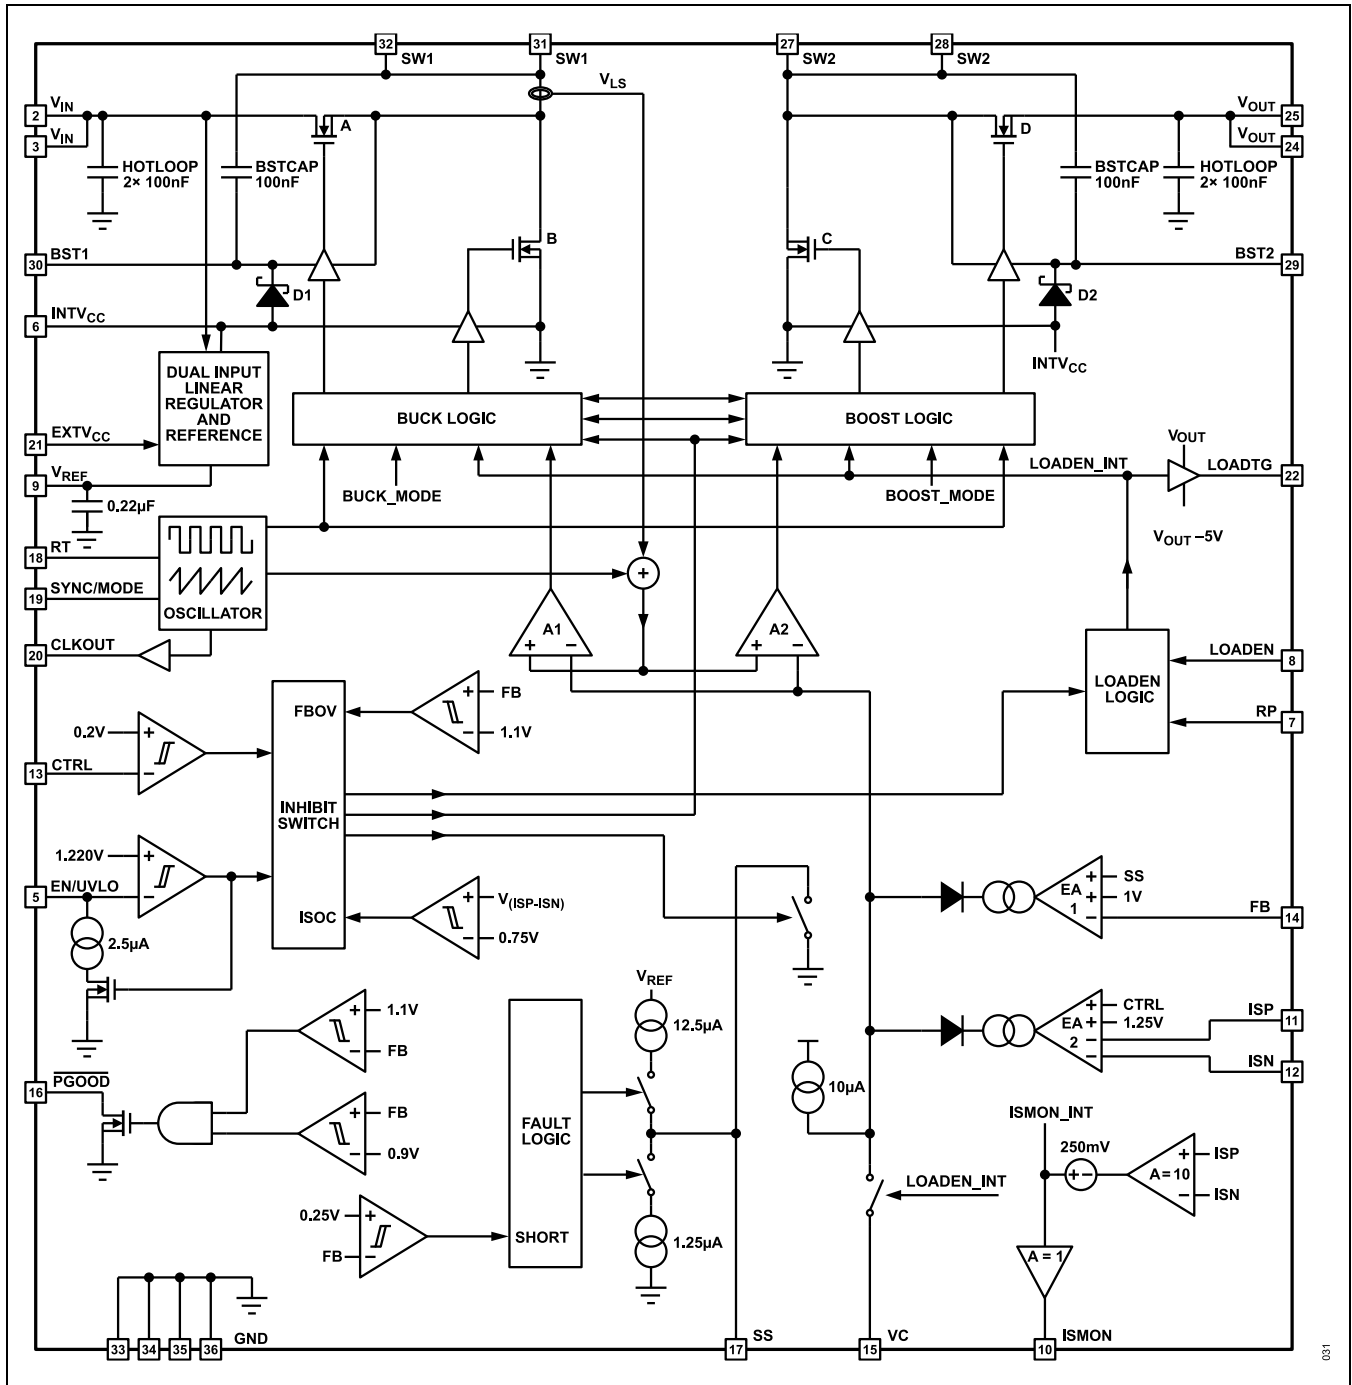 32 SW1
31 SW1
27 SW2
28 SW2
VLS
2 VIN
3 VIN
A
D
VOUT 25
VOUT 24
HOTLOOP
2× 100nF
BSTCAP
100nF
BSTCAP
100nF
HOTLOOP
2× 100nF
B
C
30 BST1
BST2 29
D1
D2
6 INTVCC
INTVCC
DUAL INPUT
LINEAR
REGULATOR
AND
REFERENCE
BUCK LOGIC
BOOST LOGIC
21 EXTVCC
9 VREF
0.22µF
BUCK_MODE
BOOST_MODE
LOADEN_INT
VOUT
LOADTG 22
VOUT –5V
18 RT
19 SYNC/MODE
OSCILLATOR
20 CLKOUT
+
A1
+ –
A2
+ –
LOADEN
LOGIC
LOADEN 8
RP 7
FBOV
+ FB
– 1.1V
0.2V +
13 CTRL –
INHIBIT
SWITCH
1.220V +
5 EN/UVLO –
2.5µA
ISOC
+ V(ISP-ISN)
– 0.75V
EA
1
+ SS
+ 1V
–
FB 14
+ 1.1V
– FB
VREF
12.5µA
EA
2
+ CTRL
+ 1.25V
–
–
ISP 11
ISN 12
16 PGOOD
+ FB
– 0.9V
FAULT
LOGIC
10µA
ISMON_INT
250mV
+ –
A = 10
+ ISP
– ISN
LOADEN_INT
0.25V +
FB –
SHORT
1.25µA
A = 1
33 34 35 36 GND
17 SS
15 VC
10 ISMON
031